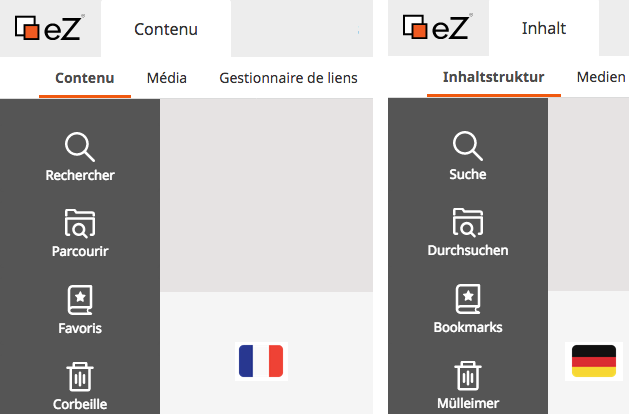 eZ®
Contenu
Contenu
Média
Gestionnaire de liens
Rechercher
Parcourir
Favoris
Corbeille
eZ®
Inhalt
Inhaltstruktur
Medien
Suche
Durchsuchen
Bookmarks
Mülleimer